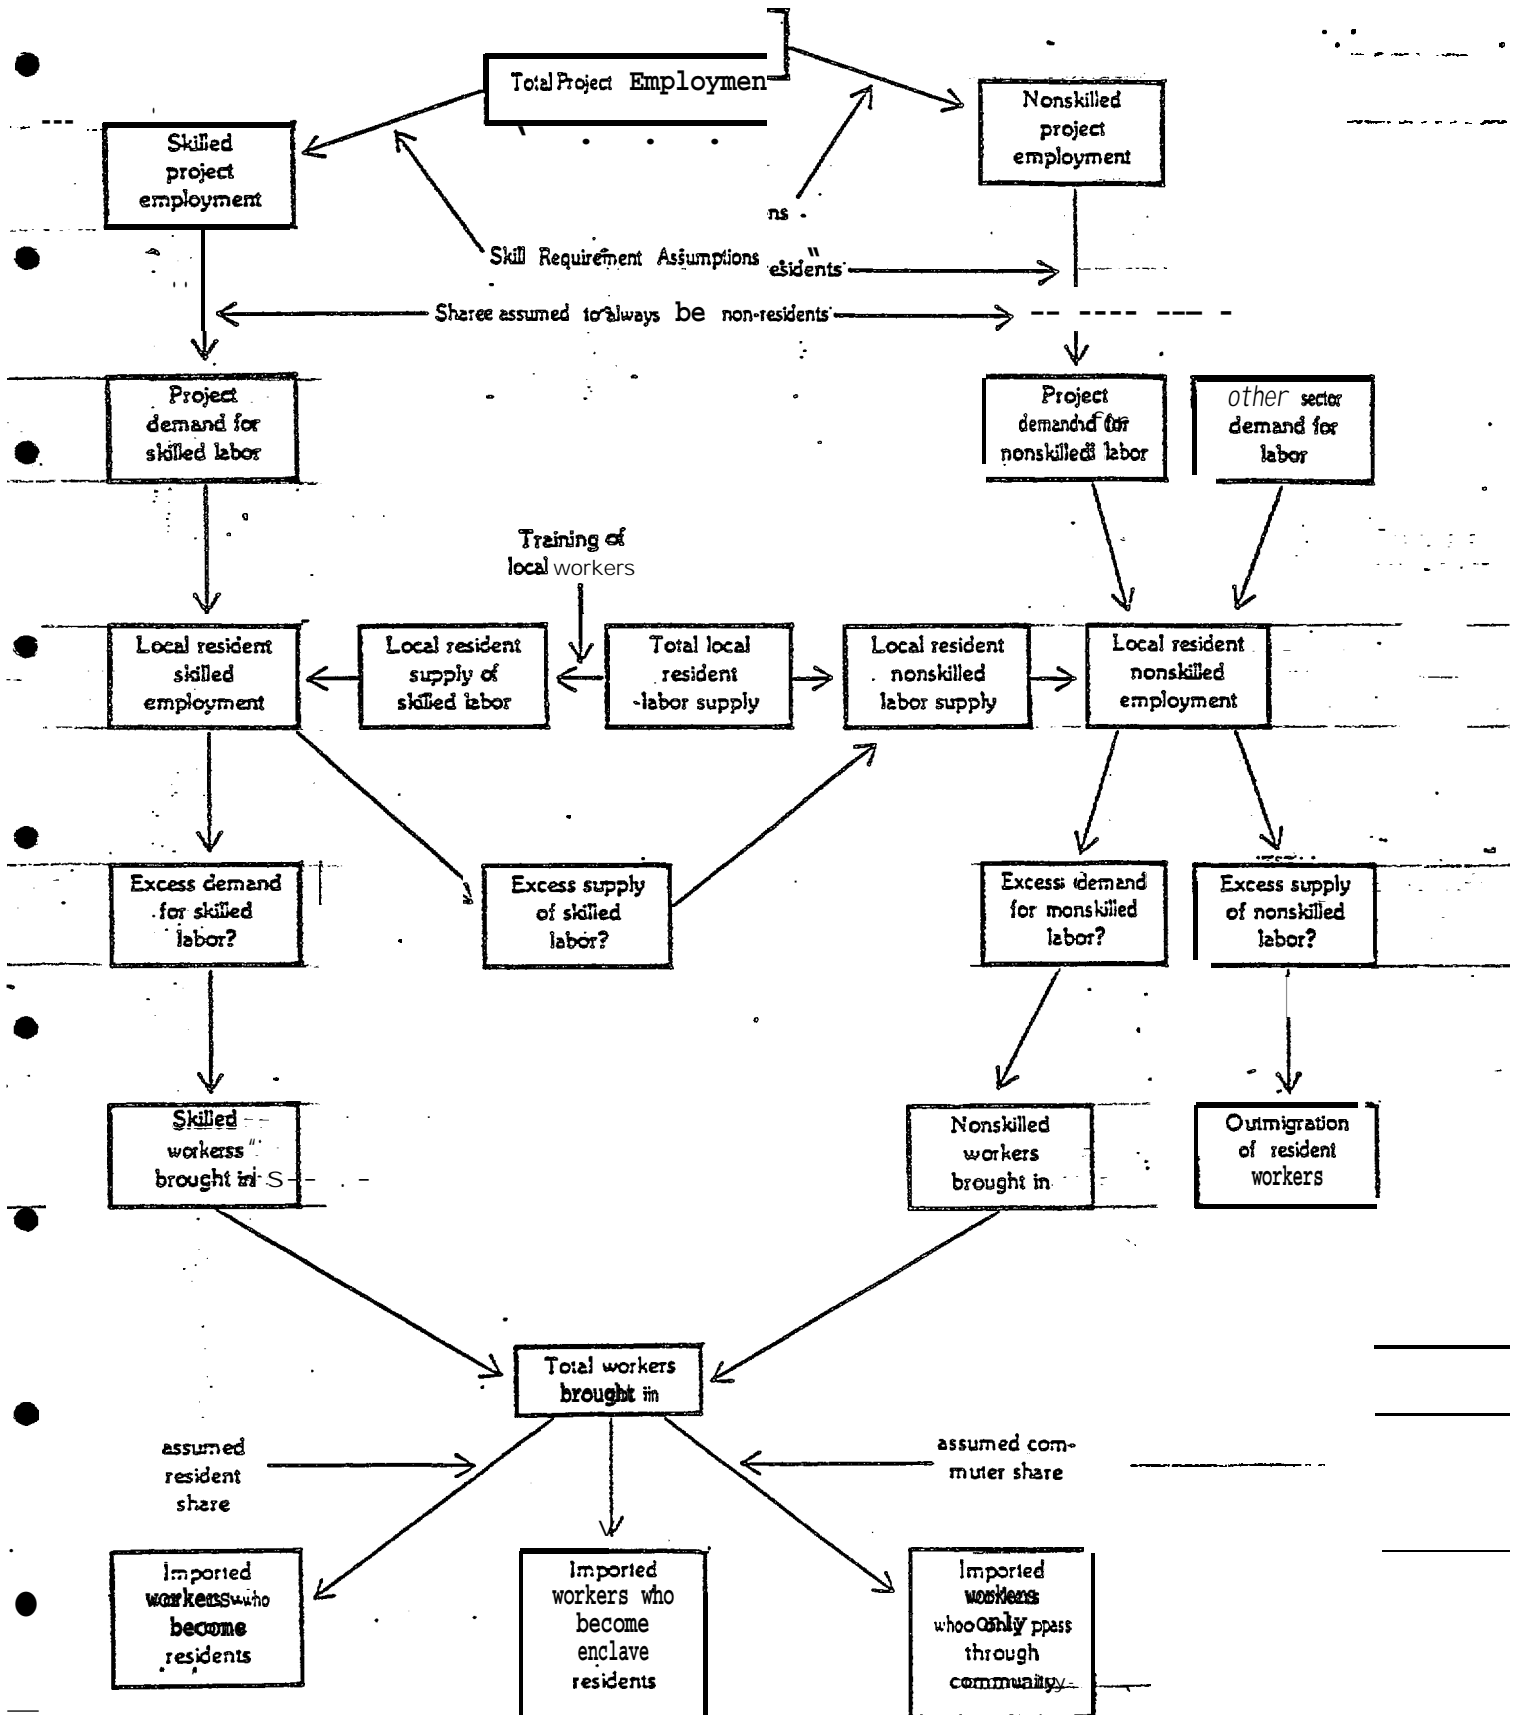 Total Project Employmen
Nonskilled
project
employment
Skilled
project
employment
ns
Skill Requirement Assumptions
esidents
Share assumed to always be non-residents
Project
demand for
skilled labor
Project
demand for
nonskilled labor
other sector
demand for
labor
Training of
local workers
Local resident
skilled
employment
Local resident
supply of
skilled labor
Total local
resident
-labor supply
Local resident
nonskilled
labor supply
Local resident
nonskilled
employment
Excess demand
for skilled
labor?
Excess supply
of skilled
labor?
Excess demand
for nonskilled
labor?
Excess supply
of nonskilled
labor?
Skilled
workers
brought in
Nonskilled
workers
brought in
Outmigration
of resident
workers
Total workers
brought in
assumed
resident
share
assumed com-
muter share
Imported
workers who
become
residents
Imported
workers who
become
enclave
residents
Imported
workers
who only pass
through
community